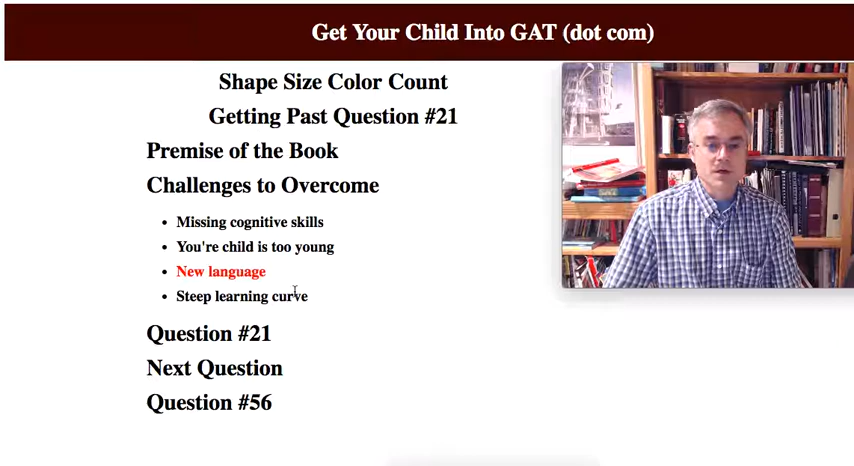 Get Your Child Into GAT (dot com)
Shape Size Color Count
Getting Past Question #21
Premise of the Book
Challenges to Overcome
• Missing cognitive skills
• You're child is too young
• New language
• Steep learning curve
Question #21
Next Question
Question #56